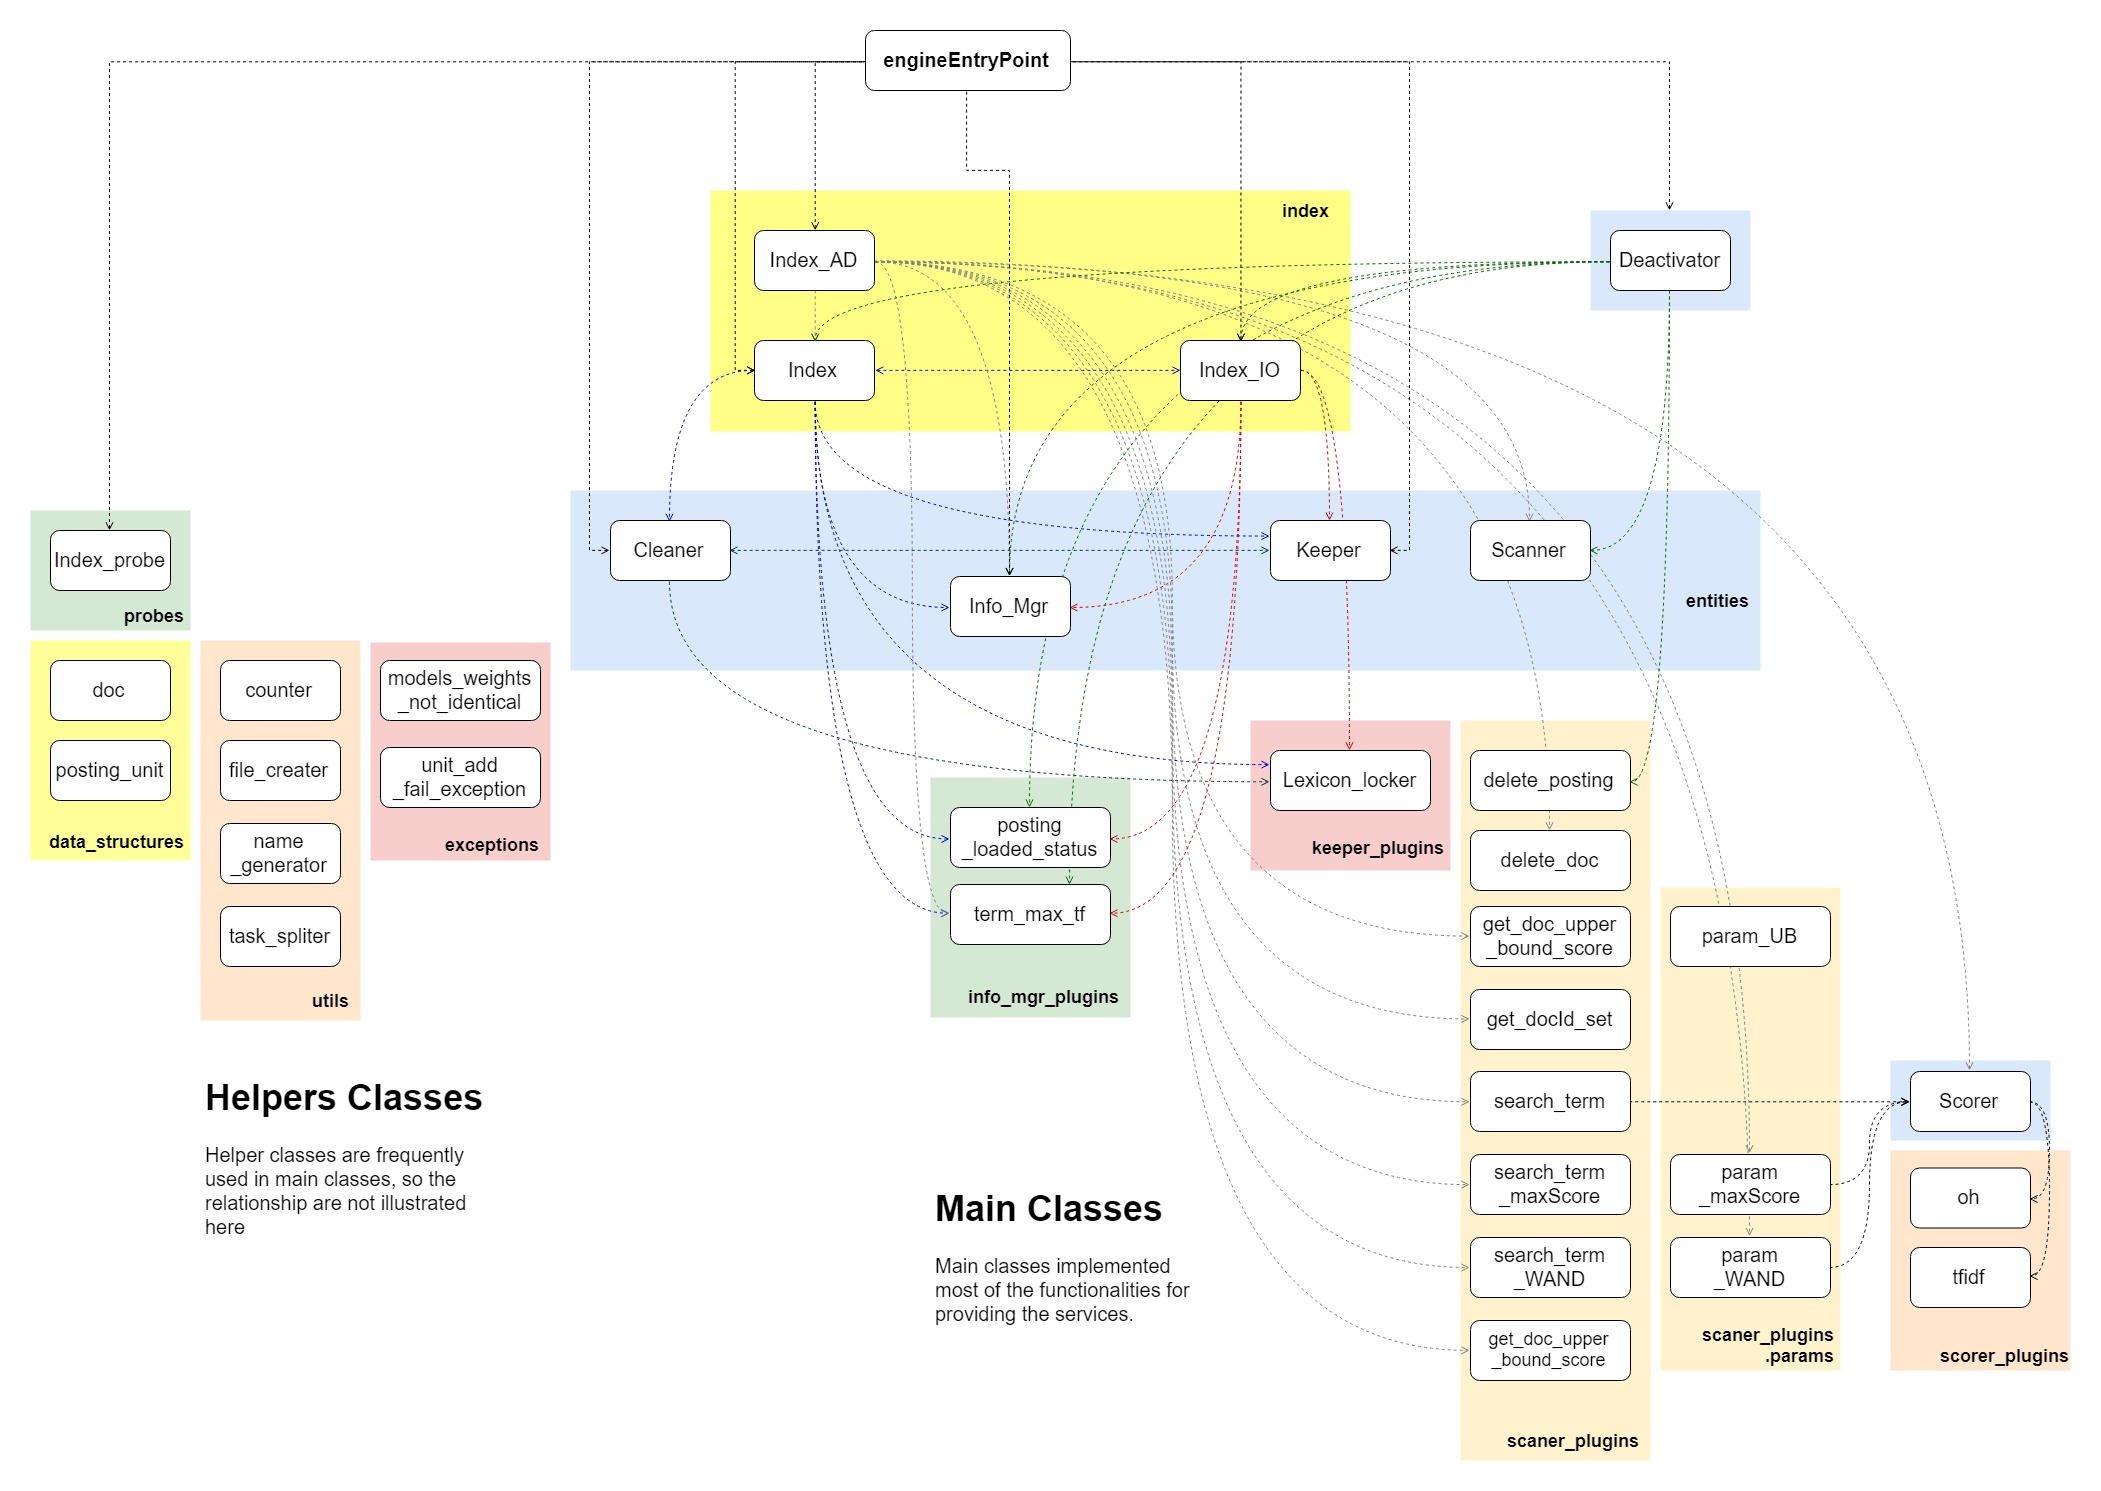 engineEntryPoint
index
Index_AD
Deactivator
Index
Index_IO
Cleaner
Keeper
Scanner
Index_probe
Info_Mgr
entities
probes
doc
posting_unit
data_structures
counter
file_creater
name
_generator
task_spliter
utils
models_weights
_not_identical
unit_add
_fail_exception
exceptions
posting
_loaded_status
term_max_tf
info_mgr_plugins
Lexicon_locker
keeper_plugins
delete_posting
delete_doc
get_doc_upper
_bound_score
get_docId_set
search_term
search_term
_maxScore
search_term
_WAND
get_doc_upper
_bound_score
scaner_plugins
param_UB
param
_maxScore
param
_WAND
scaner_plugins
.params
Scorer
oh
tfidf
scorer_plugins
Helpers Classes
Helper classes are frequently
used in main classes, so the
relationship are not illustrated
here
Main Classes
Main classes implemented
most of the functionalities for
providing the services.